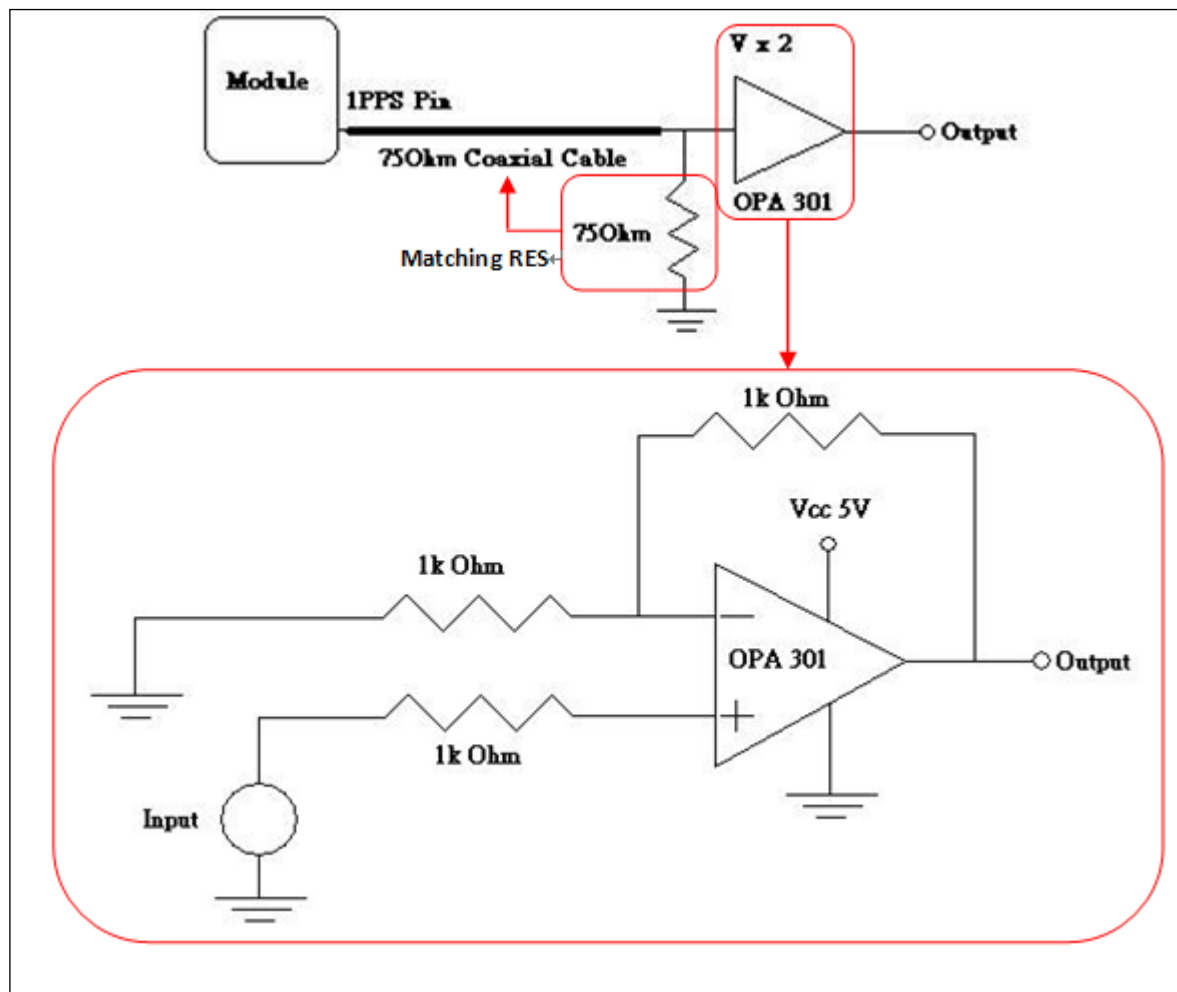 Module
V x 2
1PPS Pin
75Ohm Coaxial Cable
Output
OPA 301
75Ohm
Matching RES
1k Ohm
Vcc 5V
1k Ohm
OPA 301
Output
1k Ohm
Input